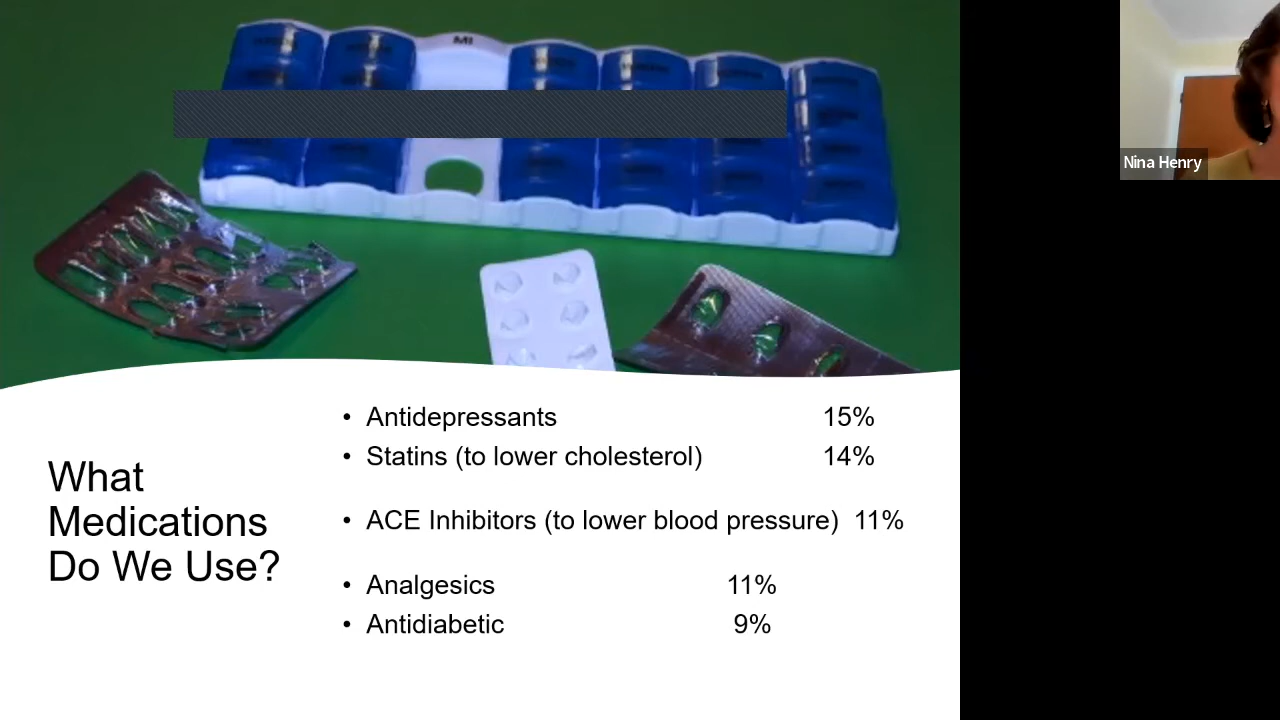 MI
Nina Henry
What
Medications
Do We Use?
• Antidepressants 15%
• Statins (to lower cholesterol) 14%
• ACE Inhibitors (to lower blood pressure) 11%
• Analgesics 11%
• Antidiabetic 9%